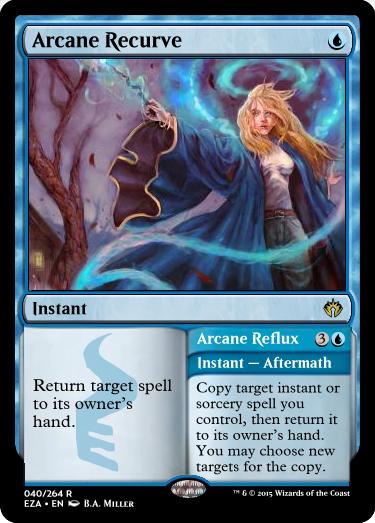 Arcane Recurve
Instant
Return target spell
to its owner's
hand.
Arcane Reflux 3
Instant — Aftermath
Copy target instant or
sorcery spell you
control, then return it
to its owner's hand.
You may choose new
targets for the copy.
040/264 R
EZA • EN B.A. Miller
™ & © 2015 Wizards of the Coast